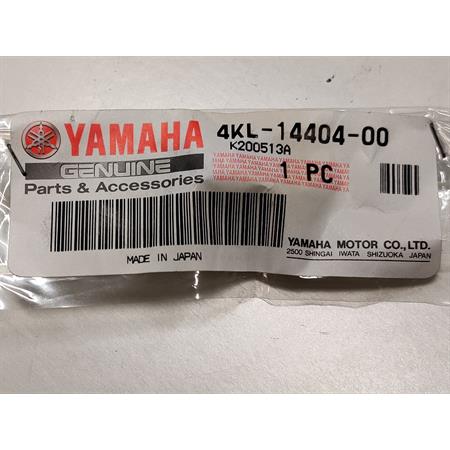 YAMAHA
GENUINE
Parts & Accessories
4KL-14404-00
K200513A
1 PC
MADE IN JAPAN
YAMAHA MOTOR CO.,LTD.
2500 SHINGAI IWATA SHIZUOKA JAPAN